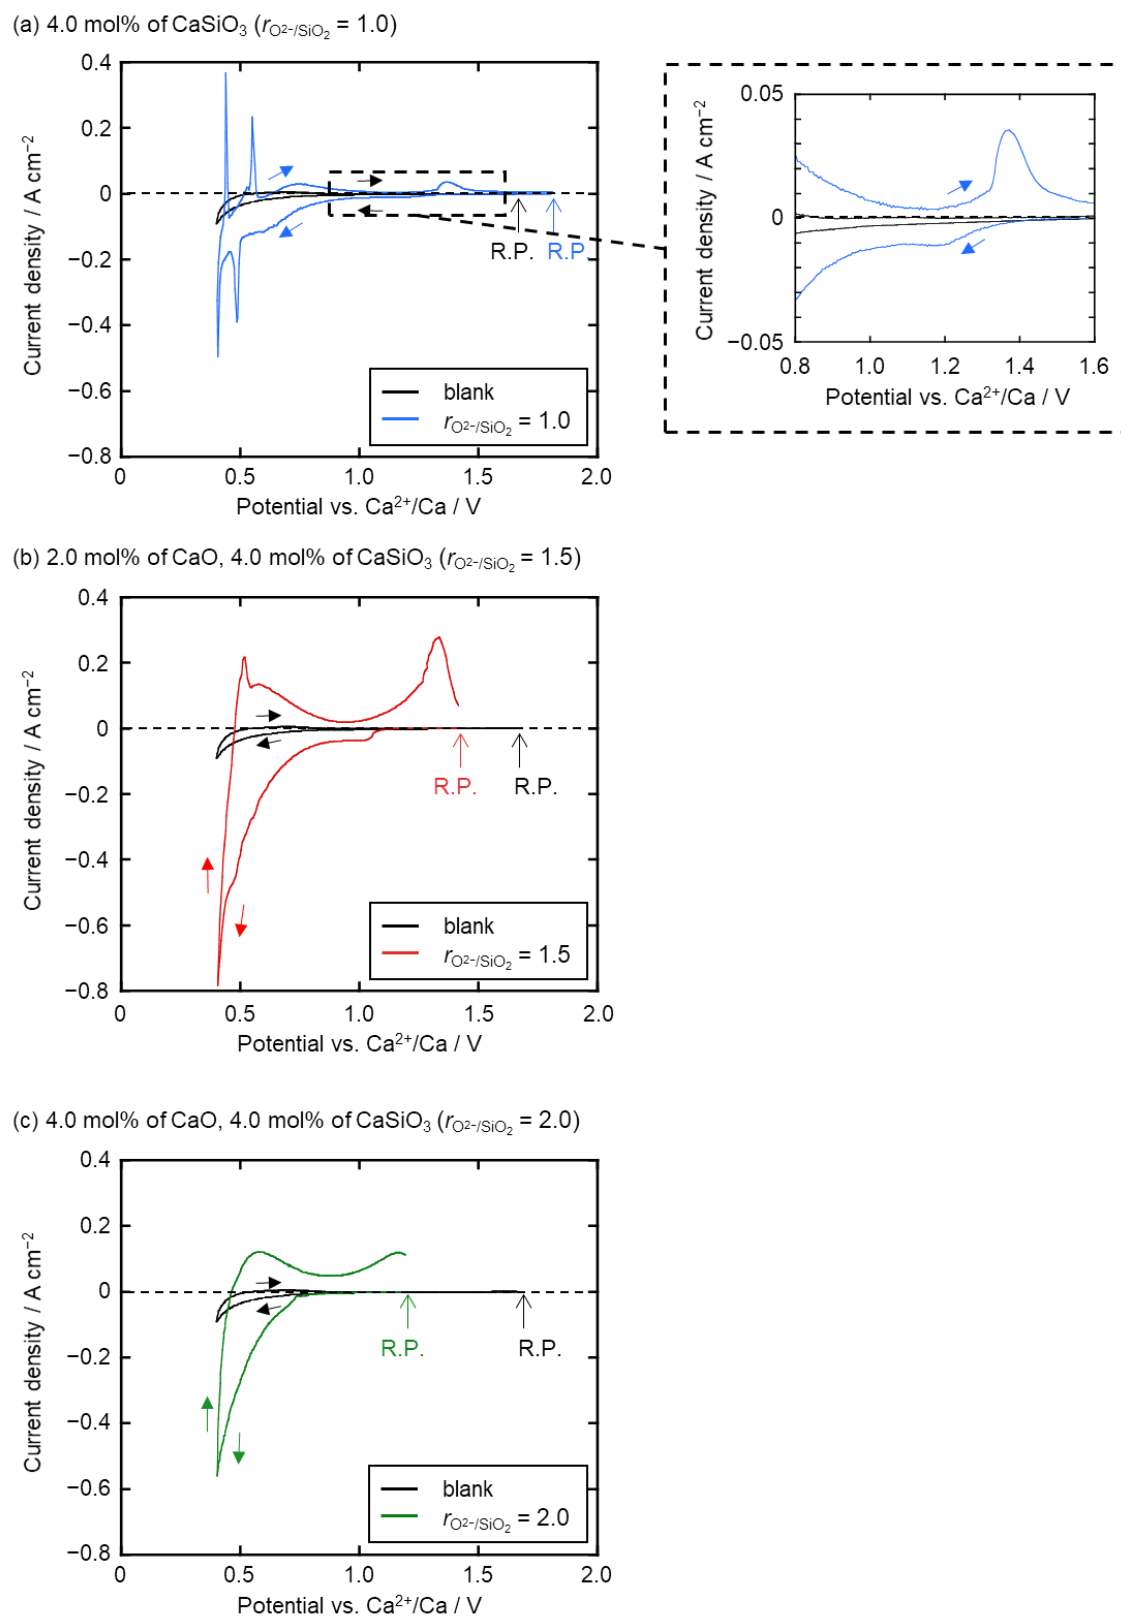 (a) 4.0 mol% of CaSiO₃ (r_O²⁻/SiO₂ = 1.0)
0.4
0.2
0
−0.2
−0.4
−0.6
−0.8
Current density / A cm⁻²
R.P. R.P.
blank
r_O²⁻/SiO₂ = 1.0
0 0.5 1.0 1.5 2.0
Potential vs. Ca²⁺/Ca / V
0.05
0
−0.05
Current density / A cm⁻²
0.8 1.0 1.2 1.4 1.6
Potential vs. Ca²⁺/Ca / V
(b) 2.0 mol% of CaO, 4.0 mol% of CaSiO₃ (r_O²⁻/SiO₂ = 1.5)
0.4
0.2
0
−0.2
−0.4
−0.6
−0.8
Current density / A cm⁻²
R.P. R.P.
blank
r_O²⁻/SiO₂ = 1.5
0 0.5 1.0 1.5 2.0
Potential vs. Ca²⁺/Ca / V
(c) 4.0 mol% of CaO, 4.0 mol% of CaSiO₃ (r_O²⁻/SiO₂ = 2.0)
0.4
0.2
0
−0.2
−0.4
−0.6
−0.8
Current density / A cm⁻²
R.P. R.P.
blank
r_O²⁻/SiO₂ = 2.0
0 0.5 1.0 1.5 2.0
Potential vs. Ca²⁺/Ca / V